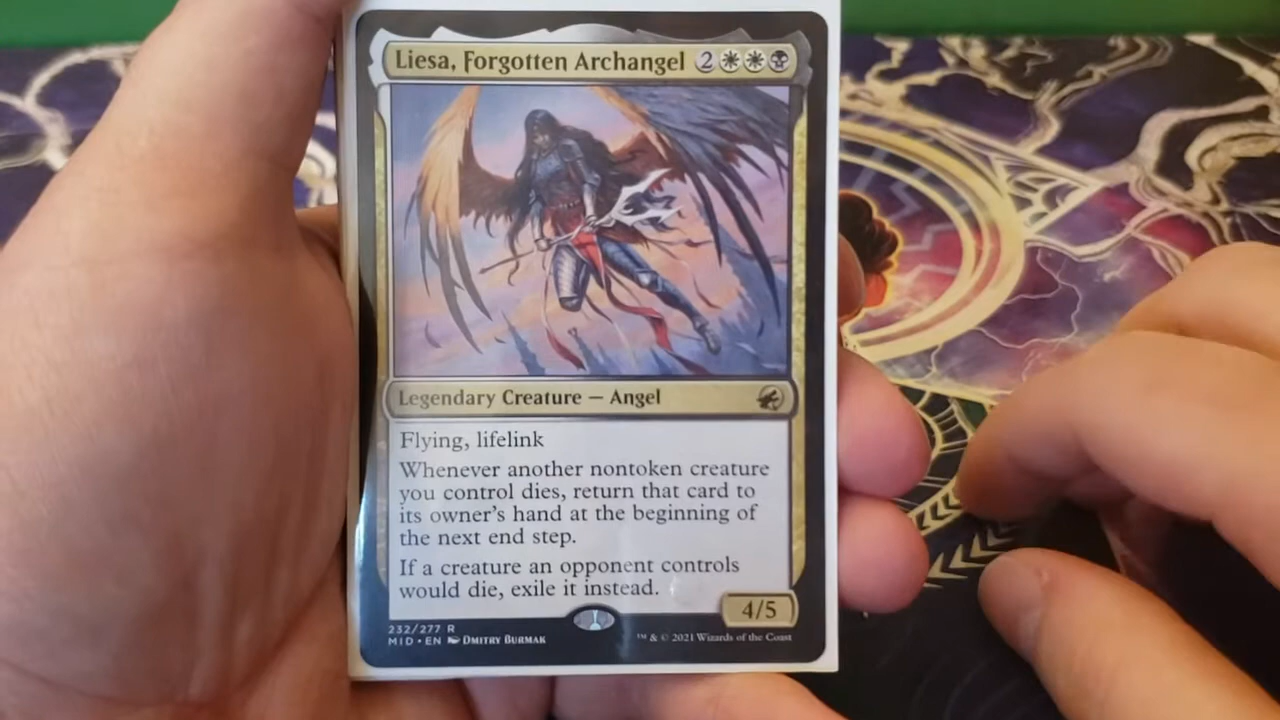 Liesa, Forgotten Archangel 2
Legendary Creature — Angel
Flying, lifelink
Whenever another nontoken creature
you control dies, return that card to
its owner's hand at the beginning of
the next end step.
If a creature an opponent controls
would die, exile it instead.
4/5
232/277 R
MID • EN DMITRY BURMAK
™ & © 2021 Wizards of the Coast